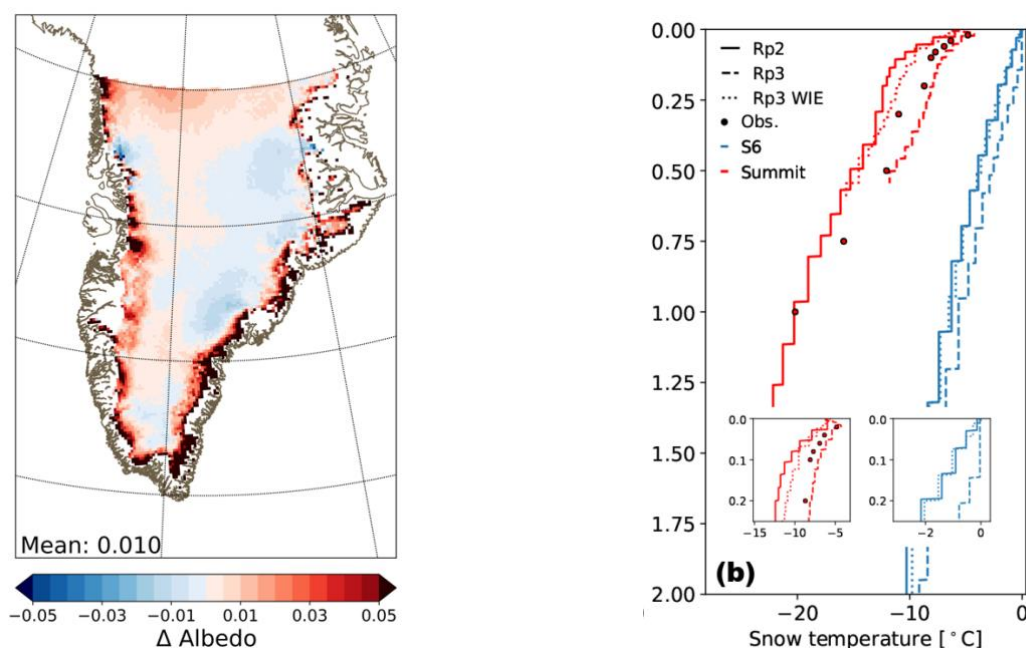 Mean: 0.010
−0.05 −0.03 −0.01 0.01 0.03 0.05
Δ Albedo
0.00
0.25
0.50
0.75
1.00
1.25
1.50
1.75
2.00
Rp2
Rp3
Rp3 WIE
Obs.
S6
Summit
0.0
0.1
0.2
−15 −10 −5
0.0
0.1
0.2
−2 0
(b)
−20 −10 0
Snow temperature [°C]